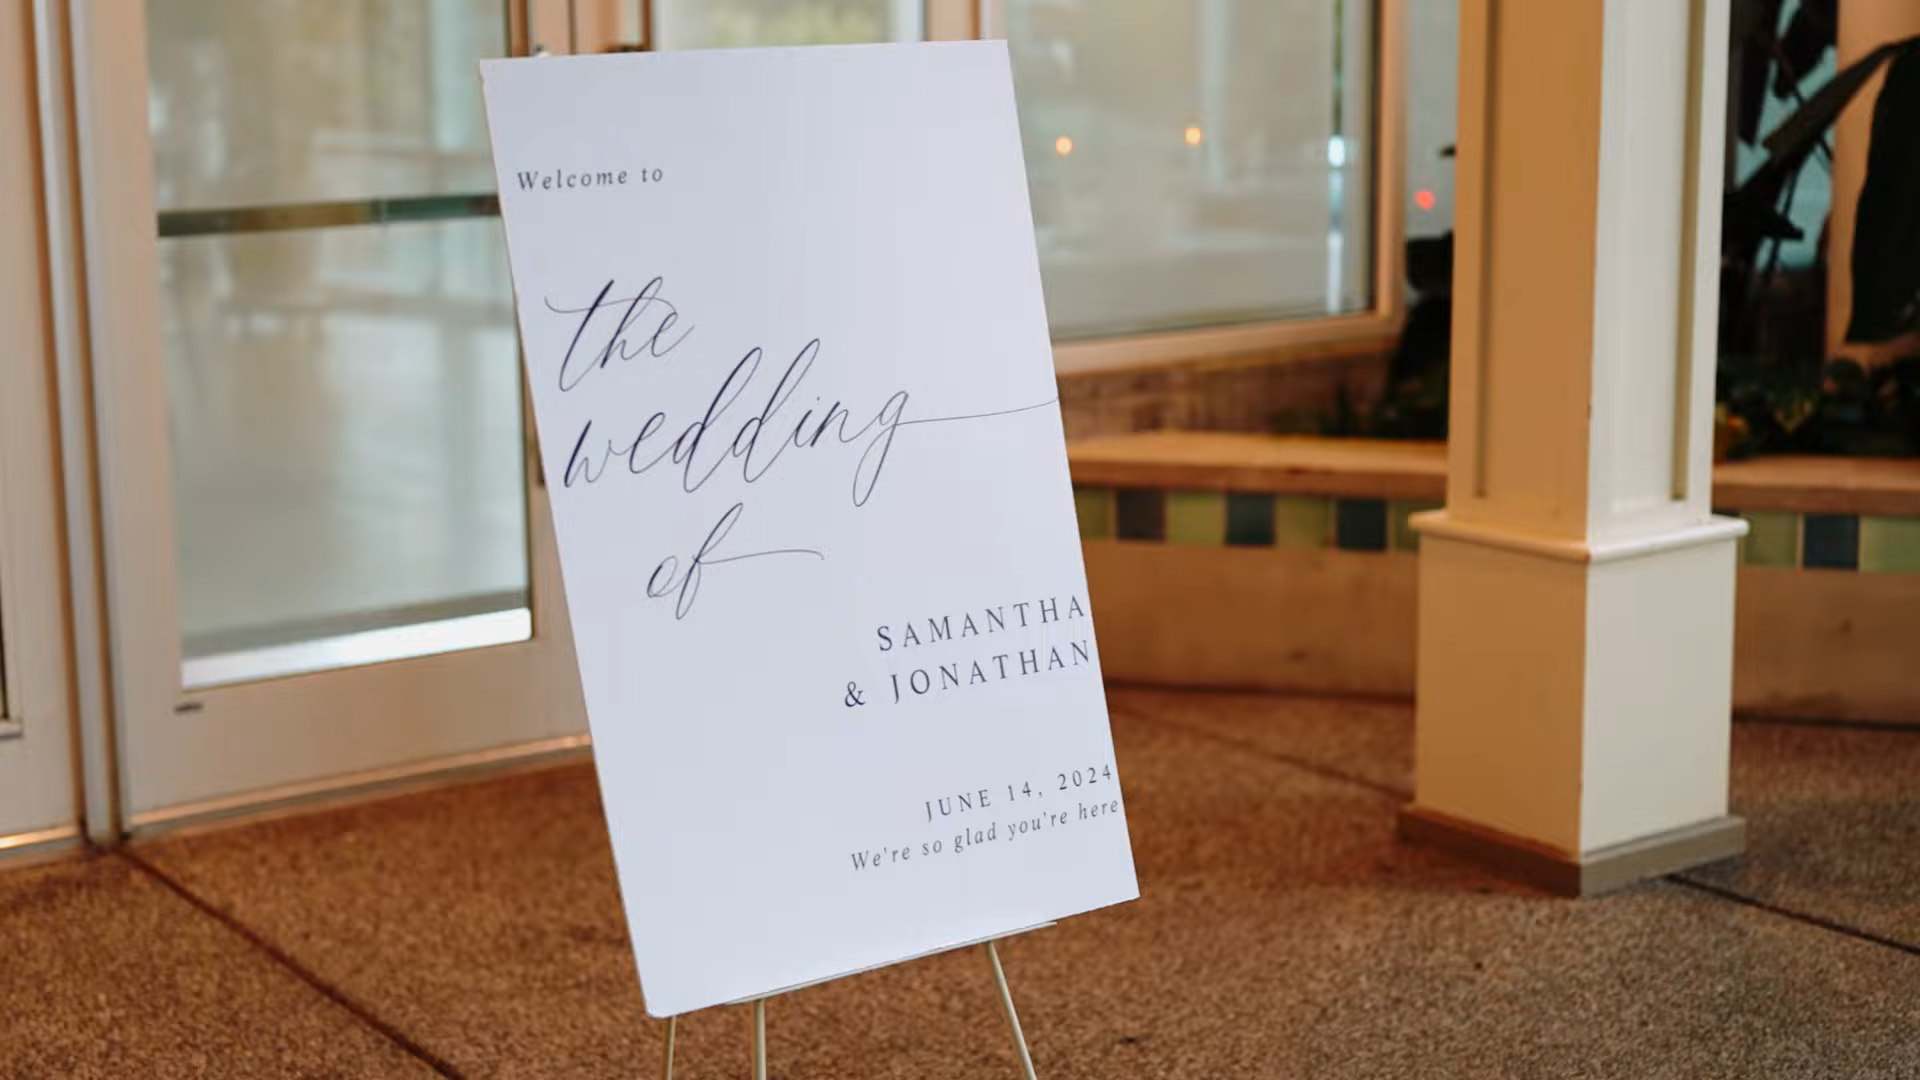 Welcome to
the
wedding
of
SAMANTHA
& JONATHAN
JUNE 14, 2024
We're so glad you're here